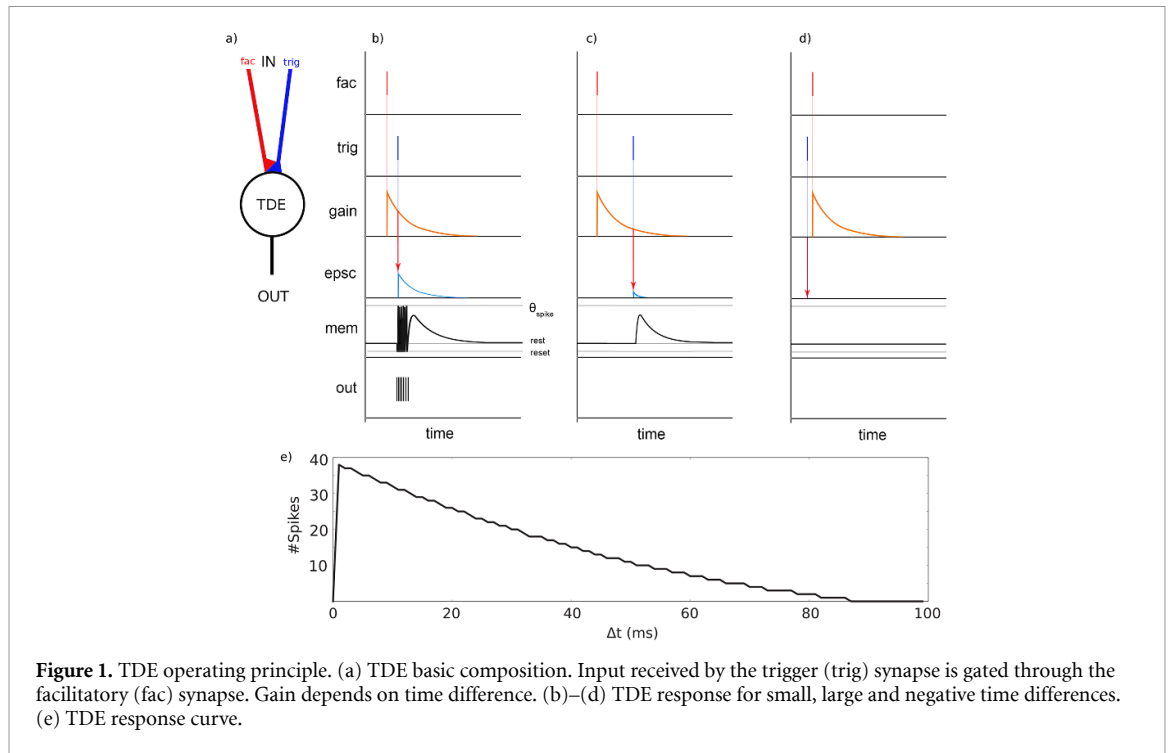 a)
b)
c)
d)
fac IN trig
TDE
OUT
fac
trig
gain
epsc
mem
out
θspike
rest
reset
time
time
time
e)
40
30
20
10
#Spikes
0 20 40 60 80 100
Δt (ms)
Figure 1. TDE operating principle. (a) TDE basic composition. Input received by the trigger (trig) synapse is gated through the
facilitatory (fac) synapse. Gain depends on time difference. (b)–(d) TDE response for small, large and negative time differences.
(e) TDE response curve.